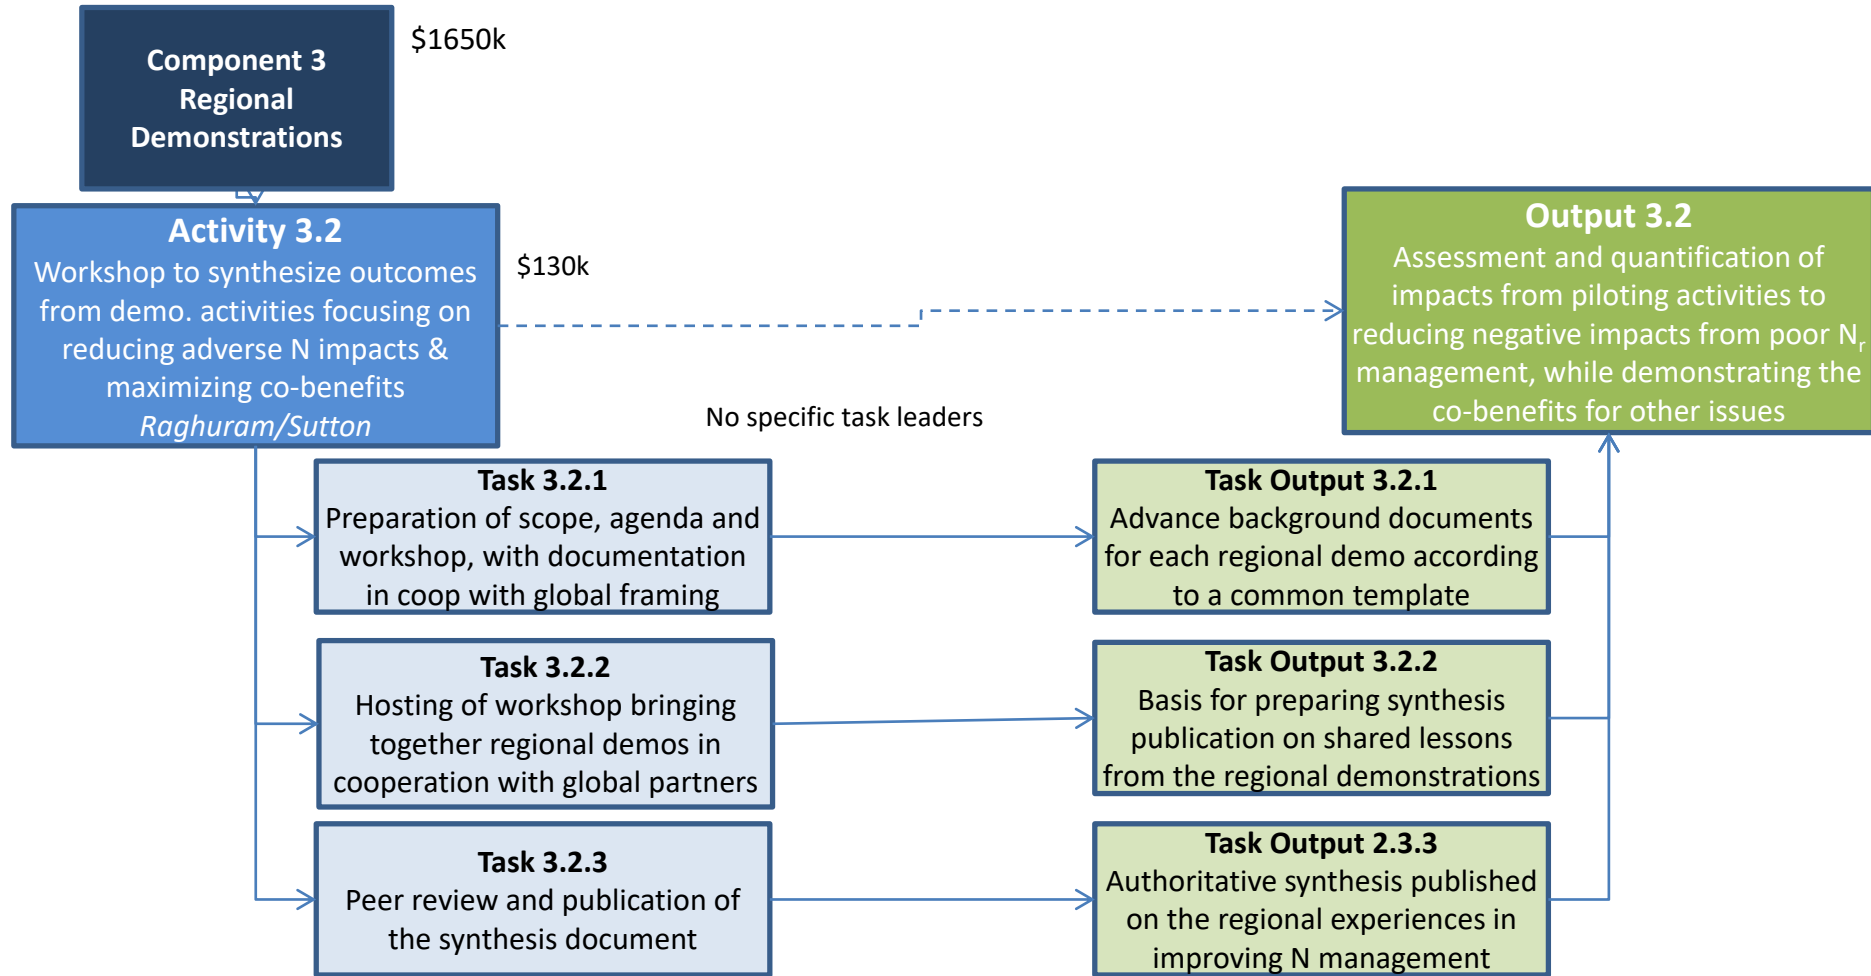 Component 3
Regional
Demonstrations
$1650k
Activity 3.2
Workshop to synthesize outcomes
from demo. activities focusing on
reducing adverse N impacts &
maximizing co-benefits
Raghuram/Sutton
$130k
Output 3.2
Assessment and quantification of
impacts from piloting activities to
reducing negative impacts from poor Nr
management, while demonstrating the
co-benefits for other issues
No specific task leaders
Task 3.2.1
Preparation of scope, agenda and
workshop, with documentation
in coop with global framing
Task Output 3.2.1
Advance background documents
for each regional demo according
to a common template
Task 3.2.2
Hosting of workshop bringing
together regional demos in
cooperation with global partners
Task Output 3.2.2
Basis for preparing synthesis
publication on shared lessons
from the regional demonstrations
Task 3.2.3
Peer review and publication of
the synthesis document
Task Output 2.3.3
Authoritative synthesis published
on the regional experiences in
improving N management